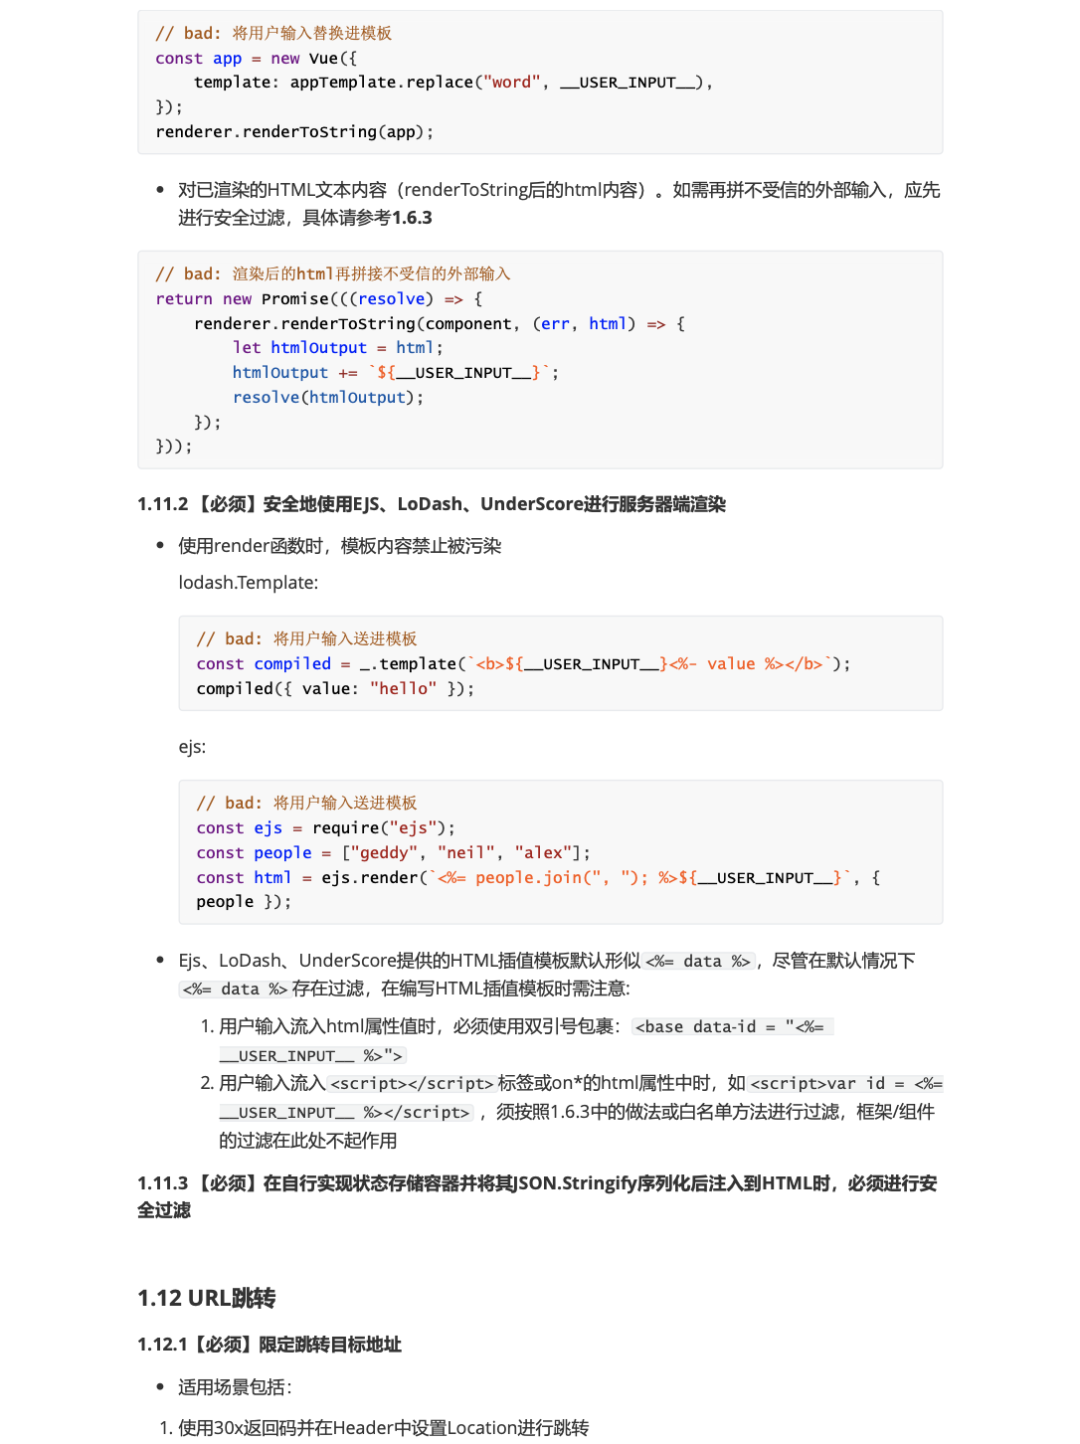 // bad: 将用户输入替换进模板
const app = new Vue({
    template: appTemplate.replace("word", __USER_INPUT__),
});
renderer.renderToString(app);
• 对已渲染的HTML文本内容（renderToString后的html内容）。如需再拼不受信的外部输入，应先
进行安全过滤，具体请参考1.6.3
// bad: 渲染后的html再拼接不受信的外部输入
return new Promise(((resolve) => {
    renderer.renderToString(component, (err, html) => {
        let htmlOutput = html;
        htmlOutput += `${__USER_INPUT__}`;
        resolve(htmlOutput);
    });
}));
1.11.2 【必须】安全地使用EJS、LoDash、UnderScore进行服务器端渲染
• 使用render函数时，模板内容禁止被污染
lodash.Template:
// bad: 将用户输入送进模板
const compiled = _.template(`<b>${__USER_INPUT__}<%- value %></b>`);
compiled({ value: "hello" });
ejs:
// bad: 将用户输入送进模板
const ejs = require("ejs");
const people = ["geddy", "neil", "alex"];
const html = ejs.render(`<%= people.join(", "); %>${__USER_INPUT__}`, {
people });
• Ejs、LoDash、UnderScore提供的HTML插值模板默认形似 <%= data %> ，尽管在默认情况下
<%= data %> 存在过滤，在编写HTML插值模板时需注意:
1. 用户输入流入html属性值时，必须使用双引号包裹： <base data-id = "<%=
__USER_INPUT__ %>">
2. 用户输入流入 <script></script> 标签或on*的html属性中时，如 <script>var id = <%=
__USER_INPUT__ %></script> ，须按照1.6.3中的做法或白名单方法进行过滤，框架/组件
的过滤在此处不起作用
1.11.3 【必须】在自行实现状态存储容器并将其JSON.Stringify序列化后注入到HTML时，必须进行安
全过滤
1.12 URL跳转
1.12.1【必须】限定跳转目标地址
• 适用场景包括：
1. 使用30x返回码并在Header中设置Location进行跳转